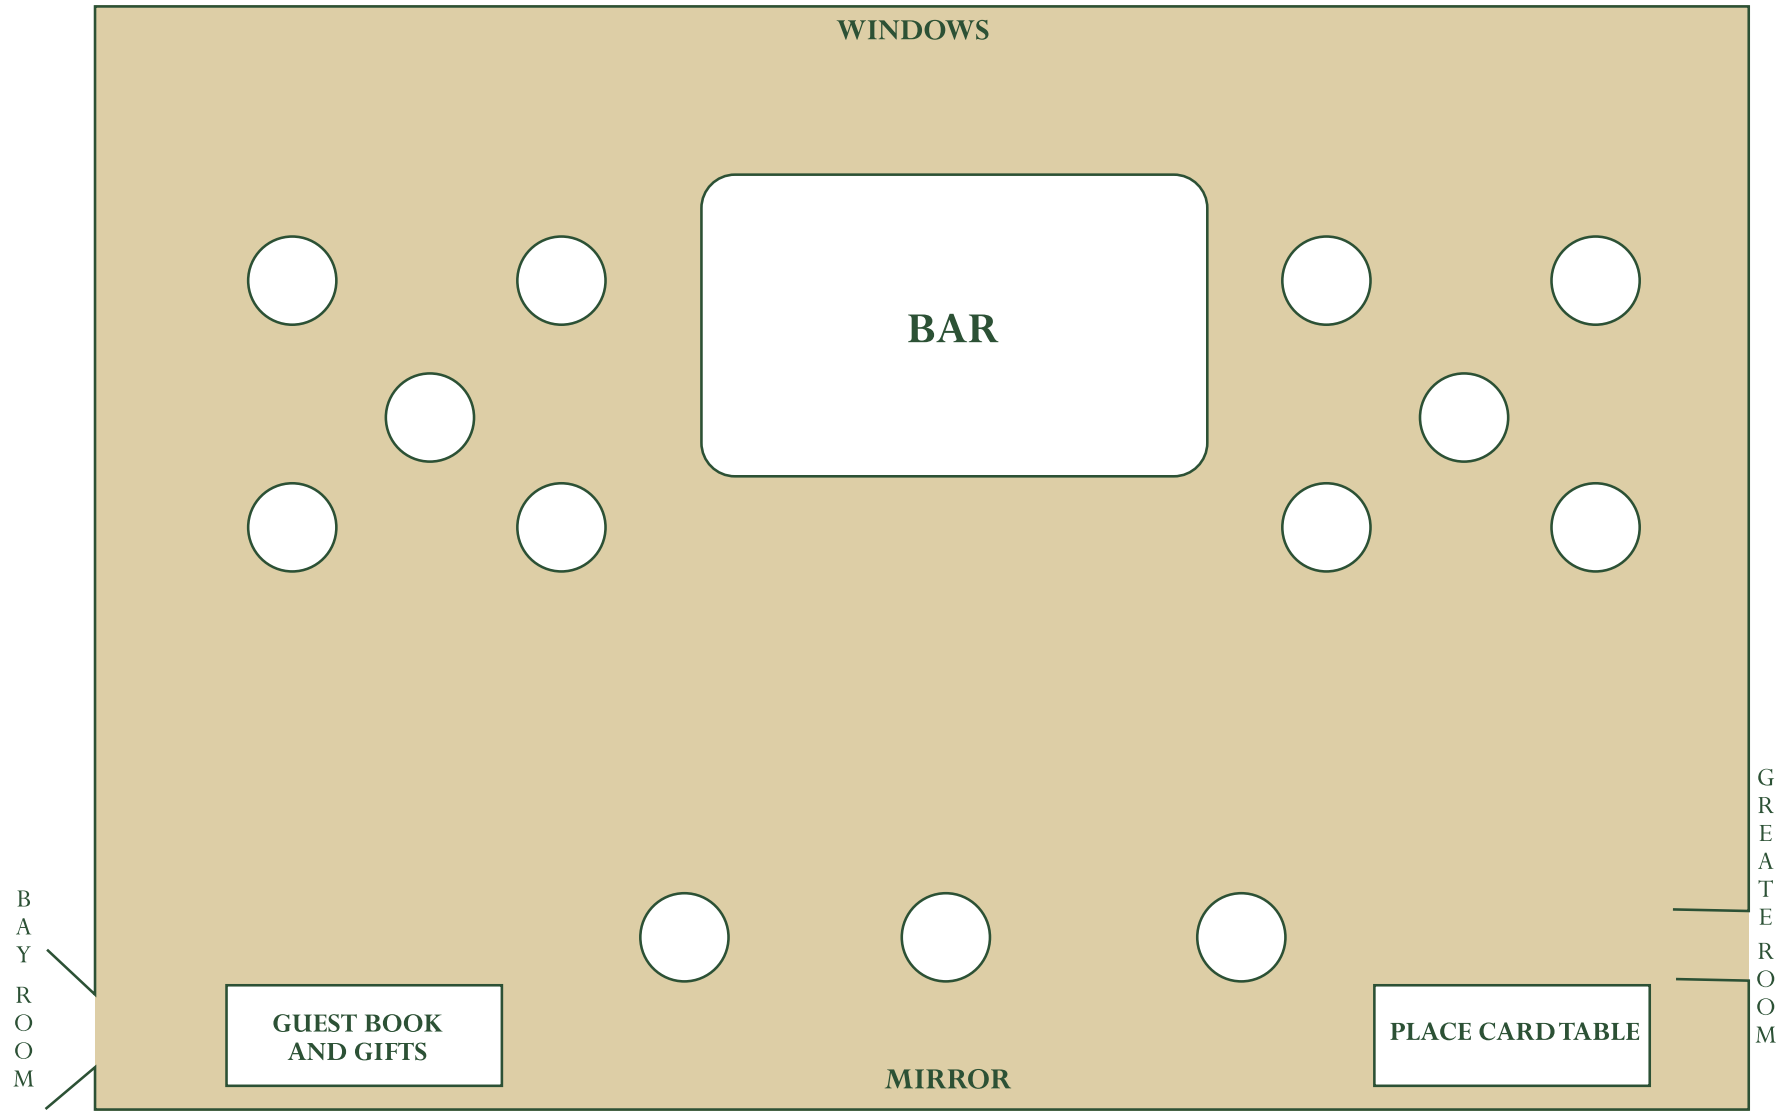 WINDOWS
BAR
GREATE ROOM
BAY ROOM
GUEST BOOK
AND GIFTS
PLACE CARD TABLE
MIRROR